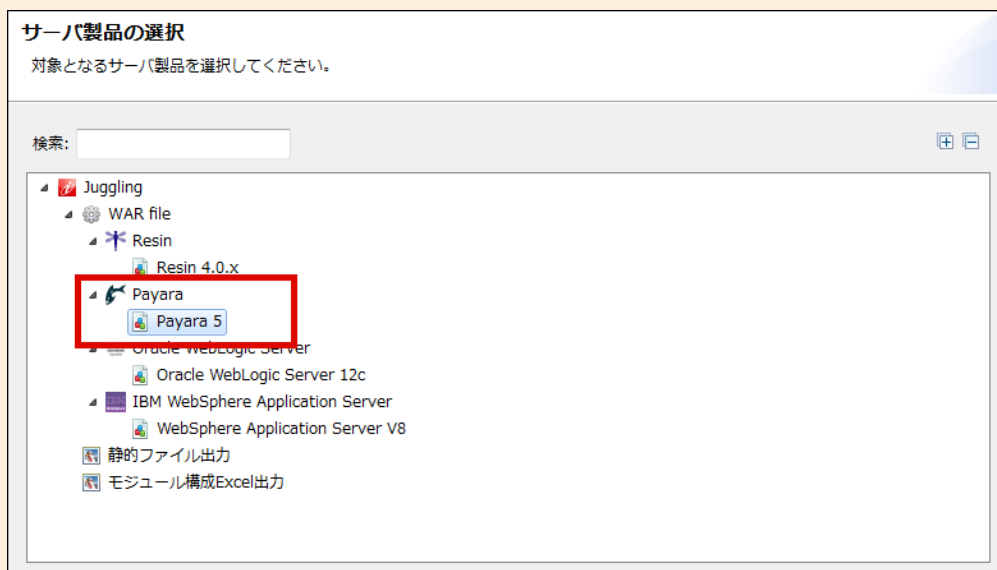 サーバ製品の選択
対象となるサーバ製品を選択してください。
検索:
Juggling
WAR file
Resin
Resin 4.0.x
Payara
Payara 5
Oracle WebLogic Server
Oracle WebLogic Server 12c
IBM WebSphere Application Server
WebSphere Application Server V8
静的ファイル出力
モジュール構成Excel出力